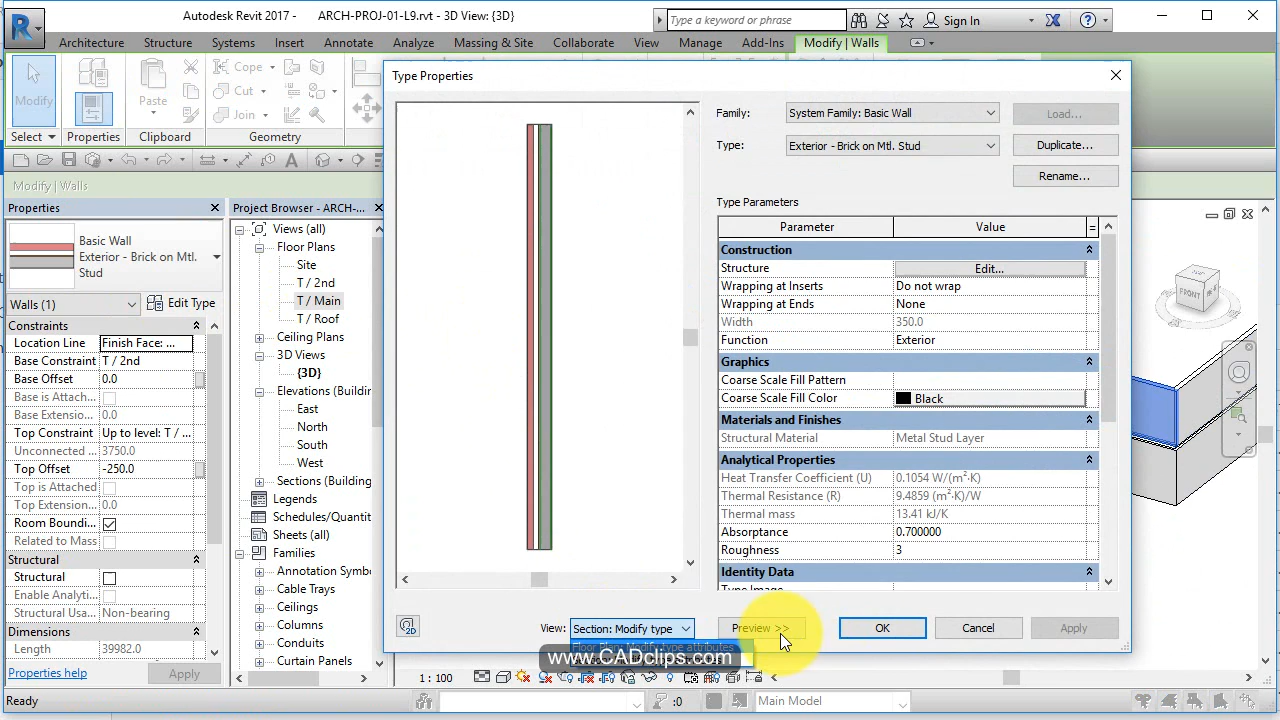 Autodesk Revit 2017 - ARCH-PROJ-01-L9.rvt - 3D View: {3D}
Type a keyword or phrase
Sign In
Architecture Structure Systems Insert Annotate Analyze Massing & Site Collaborate View Manage Add-Ins Modify | Walls
Modify
Paste
Cope
Cut
Join
Select Properties Clipboard Geometry
Modify | Walls
Properties
Basic Wall
Exterior - Brick on Mtl. Stud
Walls (1)
Edit Type
Constraints
Location Line Finish Face: ...
Base Constraint T / 2nd
Base Offset 0.0
Base is Attach...
Base Extensio... 0.0
Top Constraint Up to level: T / ...
Unconnected ... 3750.0
Top Offset -250.0
Top is Attached
Top Extension... 0.0
Room Boundi...
Related to Mass
Structural
Structural
Enable Analyti...
Structural Usa... Non-bearing
Dimensions
Length 39982.0
Properties help
Apply
Ready
Project Browser - ARCH-...
Views (all)
Floor Plans
Site
T / 2nd
T / Main
T / Roof
Ceiling Plans
3D Views
{3D}
Elevations (Building
East
North
South
West
Sections (Building
Legends
Schedules/Quantit
Sheets (all)
Families
Annotation Symbo
Cable Trays
Ceilings
Columns
Conduits
Curtain Panels
Type Properties
Family: System Family: Basic Wall Load...
Type: Exterior - Brick on Mtl. Stud Duplicate...
Rename...
Type Parameters
Parameter Value =
Construction
Structure Edit...
Wrapping at Inserts Do not wrap
Wrapping at Ends None
Width 350.0
Function Exterior
Graphics
Coarse Scale Fill Pattern
Coarse Scale Fill Color Black
Materials and Finishes
Structural Material Metal Stud Layer
Analytical Properties
Heat Transfer Coefficient (U) 0.1054 W/(m²·K)
Thermal Resistance (R) 9.4859 (m²·K)/W
Thermal mass 13.41 kJ/K
Absorptance 0.700000
Roughness 3
Identity Data
Type Image
2D
View: Section: Modify type
Preview >> OK Cancel Apply
Floor Plan: Modify type attributes
www.CADclips.com
1 : 100
:0
Main Model
FRONT